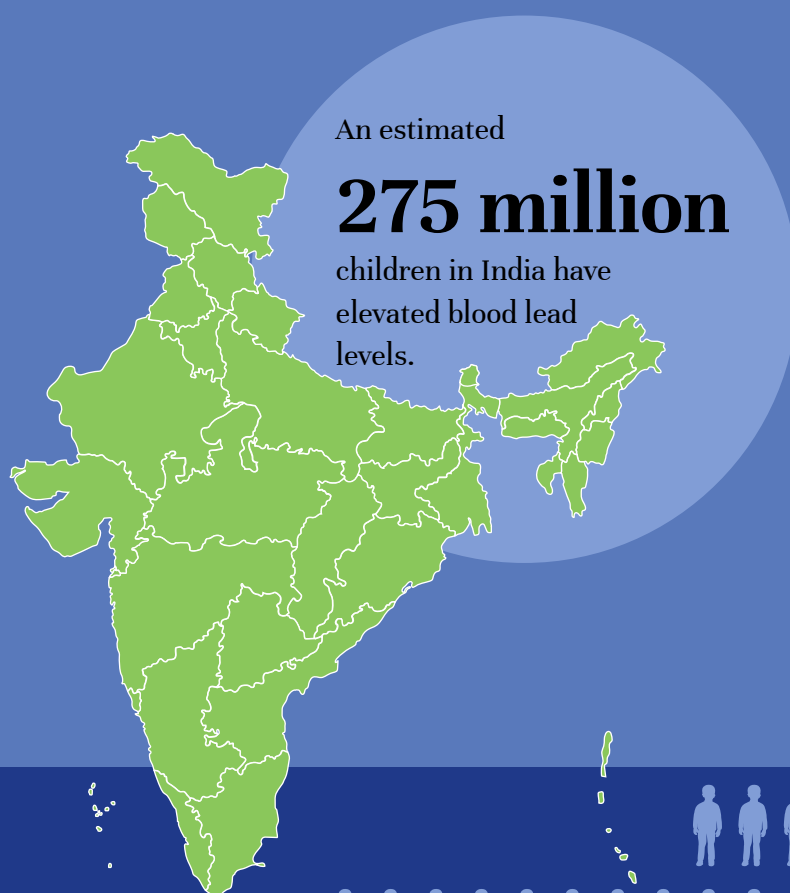 An estimated
275 million
children in India have
elevated blood lead
levels.